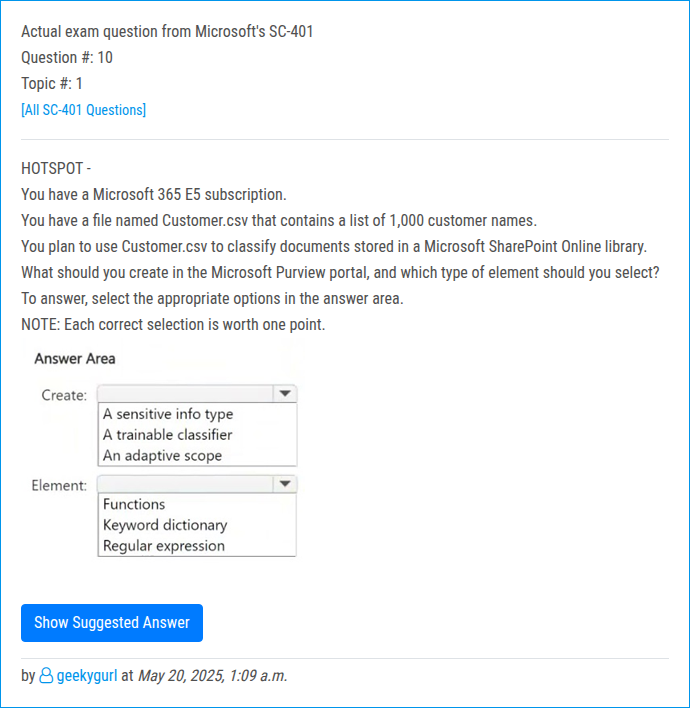 Actual exam question from Microsoft's SC-401
Question #: 10
Topic #: 1
[All SC-401 Questions]
HOTSPOT -
You have a Microsoft 365 E5 subscription.
You have a file named Customer.csv that contains a list of 1,000 customer names.
You plan to use Customer.csv to classify documents stored in a Microsoft SharePoint Online library.
What should you create in the Microsoft Purview portal, and which type of element should you select?
To answer, select the appropriate options in the answer area.
NOTE: Each correct selection is worth one point.
Answer Area
Create:
A sensitive info type
A trainable classifier
An adaptive scope
Element:
Functions
Keyword dictionary
Regular expression
Show Suggested Answer
by geekygurl at May 20, 2025, 1:09 a.m.